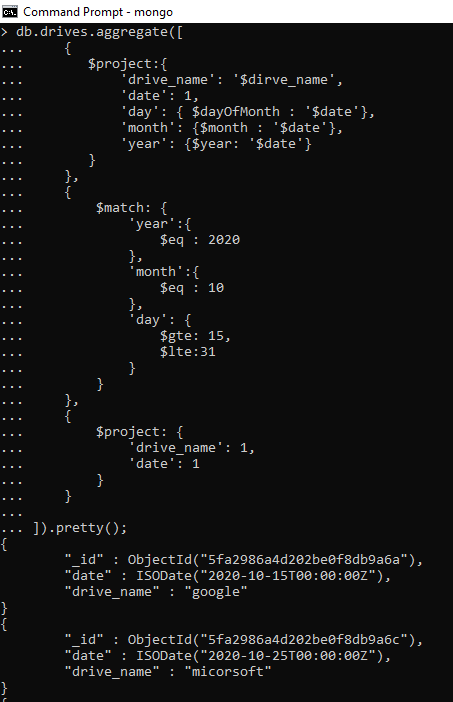 Command Prompt - mongo
> db.drives.aggregate([
...     {
...         $project:{
...             'drive_name': '$dirve_name',
...             'date': 1,
...             'day': { $dayOfMonth : '$date'},
...             'month': {$month : '$date'},
...             'year': {$year: '$date'}
...         }
...     },
...     {
...         $match: {
...             'year':{
...                 $eq : 2020
...             },
...             'month':{
...                 $eq : 10
...             },
...             'day': {
...                 $gte: 15,
...                 $lte:31
...             }
...         }
...     },
...     {
...         $project: {
...             'drive_name': 1,
...             'date': 1
...         }
...     }
...
... ]).pretty();
{
        "_id" : ObjectId("5fa2986a4d202be0f8db9a6a"),
        "date" : ISODate("2020-10-15T00:00:00Z"),
        "drive_name" : "google"
}
{
        "_id" : ObjectId("5fa2986a4d202be0f8db9a6c"),
        "date" : ISODate("2020-10-25T00:00:00Z"),
        "drive_name" : "micorsoft"
}
{